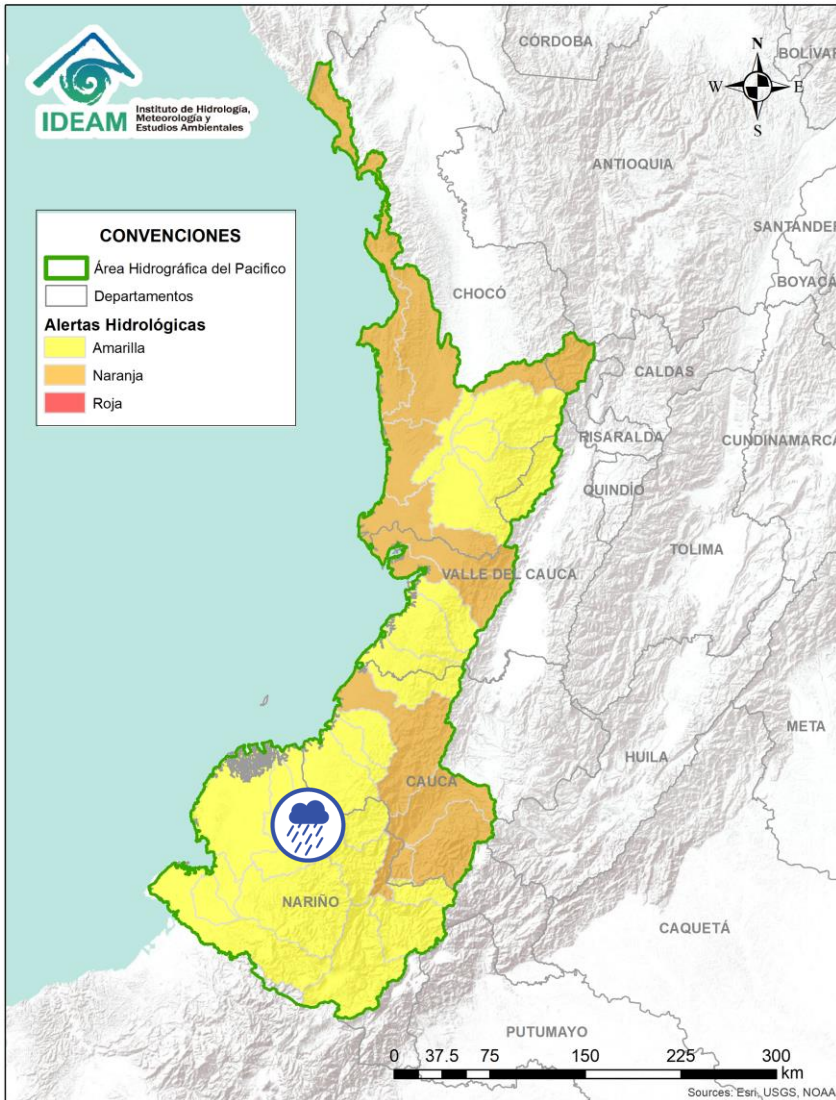 IDEAM
Instituto de Hidrología,
Meteorología y
Estudios Ambientales
N
W E
S
CÓRDOBA
BOLÍVAR
ANTIOQUIA
SANTANDER
BOYACÁ
CHOCÓ
CALDAS
RISARALDA
CUNDINAMARCA
QUINDÍO
TOLIMA
VALLE DEL CAUCA
META
HUILA
CAUCA
NARIÑO
CAQUETÁ
PUTUMAYO
CONVENCIONES
Área Hidrográfica del Pacifico
Departamentos
Alertas Hidrológicas
Amarilla
Naranja
Roja
0 37.5 75 150 225 300
km
Sources: Esri, USGS, NOAA